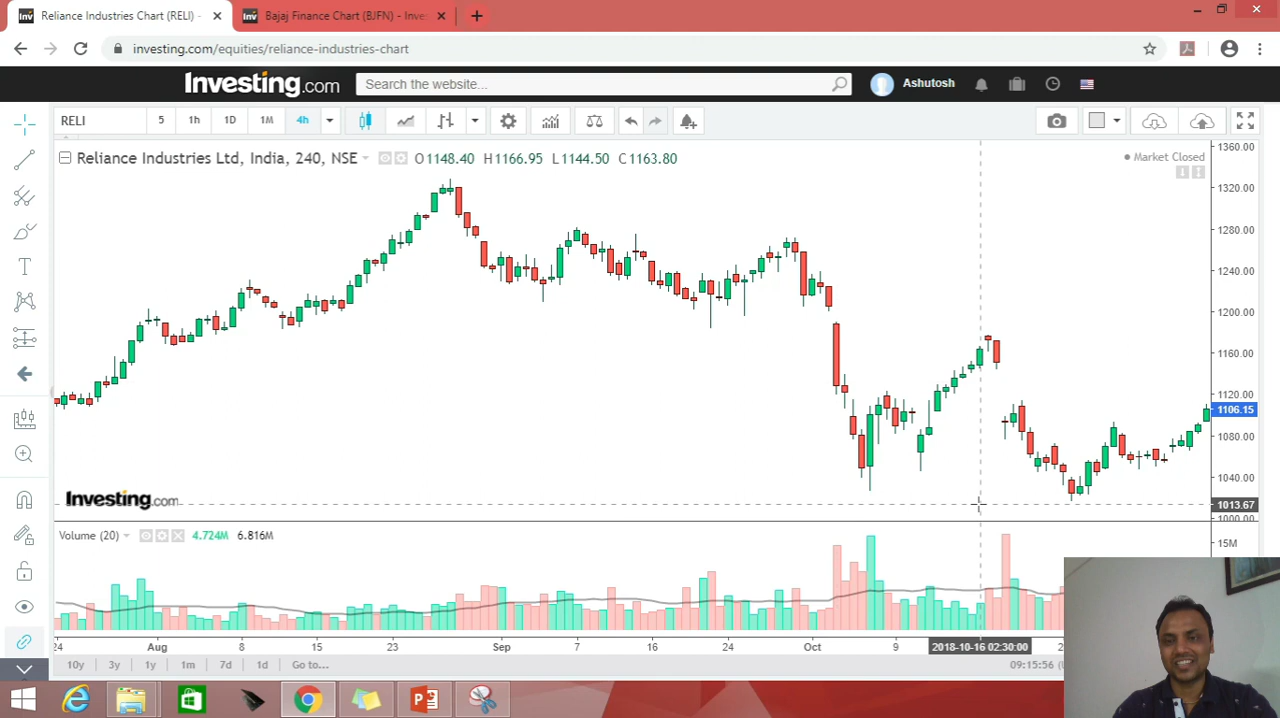 Reliance Industries Chart (RELI) -
Bajaj Finance Chart (BJFN) - Inves
investing.com/equities/reliance-industries-chart
Investing.com
Search the website...
Ashutosh
RELI
5
1h
1D
1M
4h
Reliance Industries Ltd, India, 240, NSE
O1148.40 H1166.95 L1144.50 C1163.80
Market Closed
1360.00
1320.00
1280.00
1240.00
1200.00
1160.00
1120.00
1106.15
1080.00
1040.00
1013.67
1000.00
Investing.com
Volume (20)
4.724M 6.816M
15M
24 Aug 8 15 23 Sep 7 16 24 Oct 9 2018-10-16 02:30:00
10y 3y 1y 1m 7d 1d Go to...
09:15:56